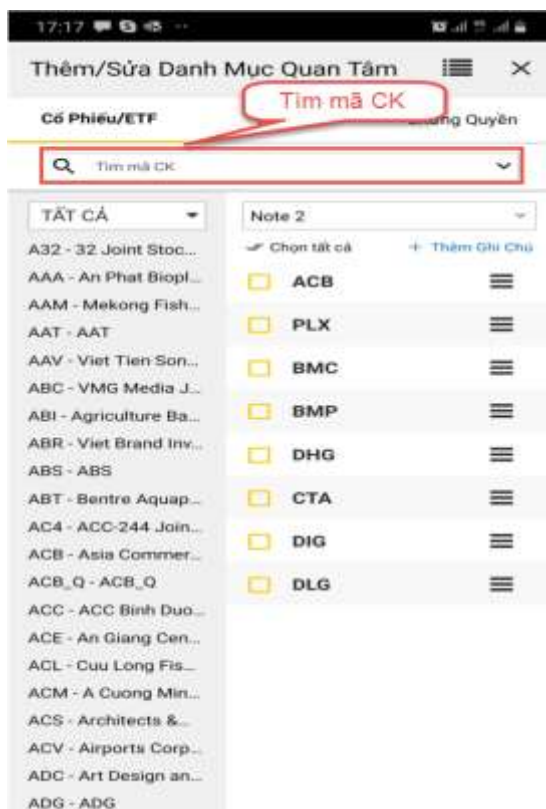 17:17
Thêm/Sửa Danh Mục Quan Tâm
Tìm mã CK
Cổ Phiếu/ETF
Quyền
Tìm mã CK
TẤT CẢ
Note 2
Chọn tất cả
+ Thêm Ghi Chú
A32 - 32 Joint Stoc...
AAA - An Phat Biopl...
AAM - Mekong Fish...
AAT - AAT
AAV - Viet Tien Son...
ABC - VMG Media J...
ABI - Agriculture Ba...
ABR - Viet Brand Inv...
ABS - ABS
ABT - Bentre Aquap...
AC4 - ACC-244 Join...
ACB - Asia Commer...
ACB_Q - ACB_Q
ACC - ACC Binh Duo...
ACE - An Giang Cen...
ACL - Cuu Long Fis...
ACM - A Cuong Min...
ACS - Architects &...
ACV - Airports Corp...
ADC - Art Design an...
ADG - ADG
ACB
PLX
BMC
BMP
DHG
CTA
DIG
DLG